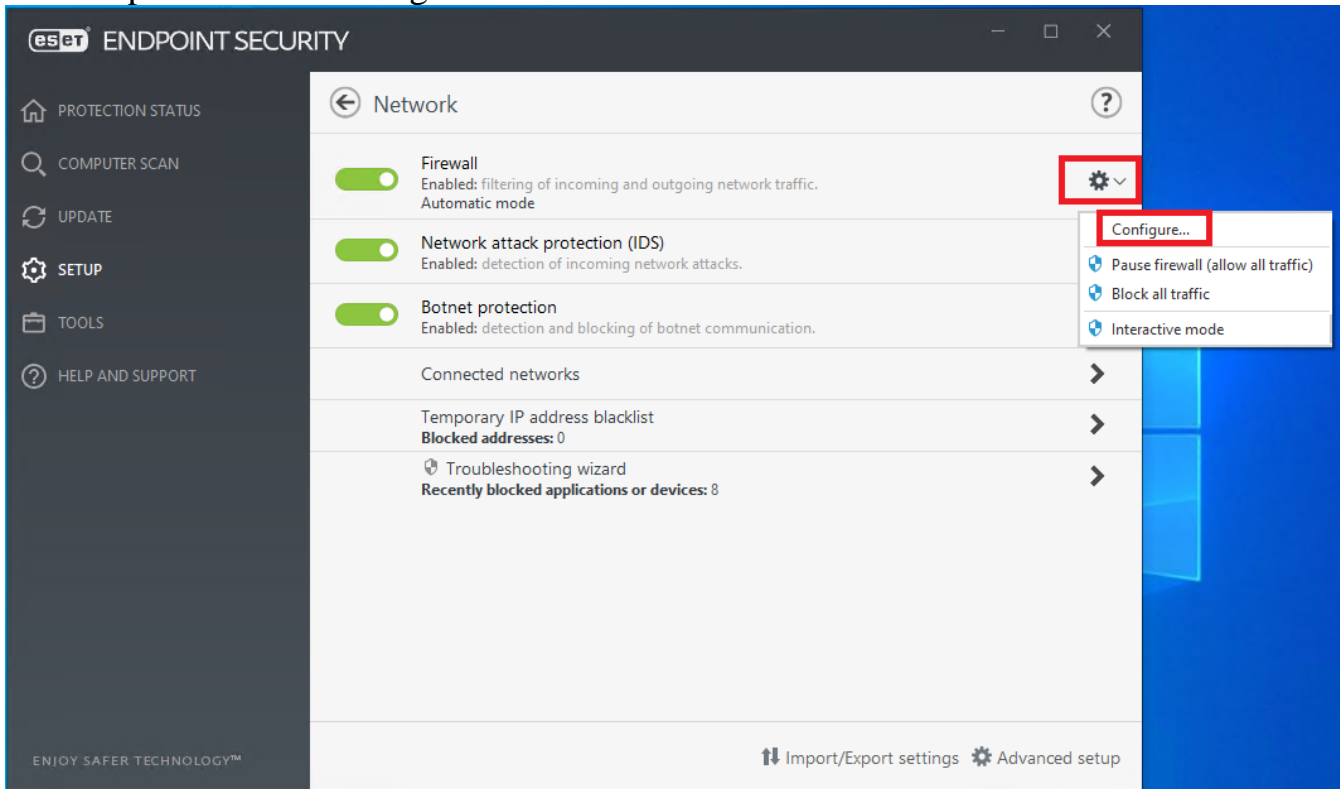 eset ENDPOINT SECURITY
PROTECTION STATUS
COMPUTER SCAN
UPDATE
SETUP
TOOLS
HELP AND SUPPORT
ENJOY SAFER TECHNOLOGY™
Network
?
Firewall
Enabled: filtering of incoming and outgoing network traffic.
Automatic mode
Network attack protection (IDS)
Enabled: detection of incoming network attacks.
Botnet protection
Enabled: detection and blocking of botnet communication.
Connected networks
Temporary IP address blacklist
Blocked addresses: 0
Troubleshooting wizard
Recently blocked applications or devices: 8
Configure...
Pause firewall (allow all traffic)
Block all traffic
Interactive mode
Import/Export settings Advanced setup